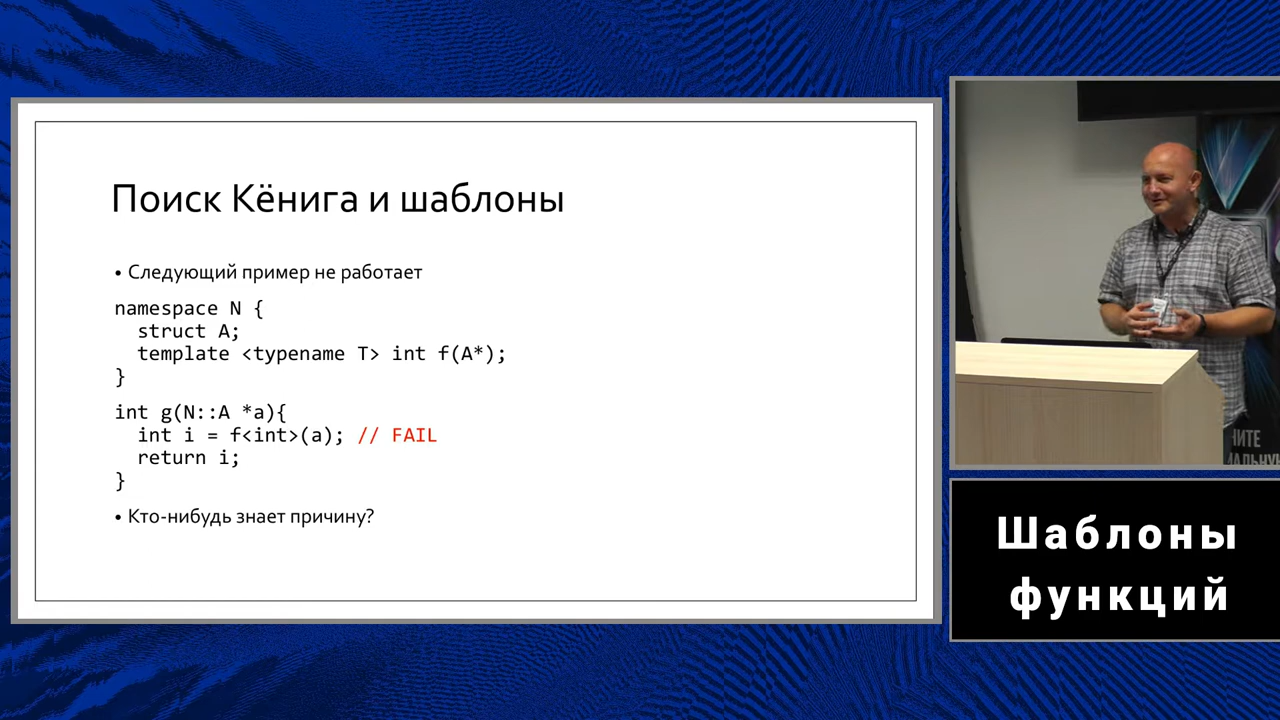 Поиск Кёнига и шаблоны
• Следующий пример не работает
namespace N {
  struct A;
  template <typename T> int f(A*);
}
int g(N::A *a){
  int i = f<int>(a); // FAIL
  return i;
}
• Кто-нибудь знает причину?
Шаблоны
функций